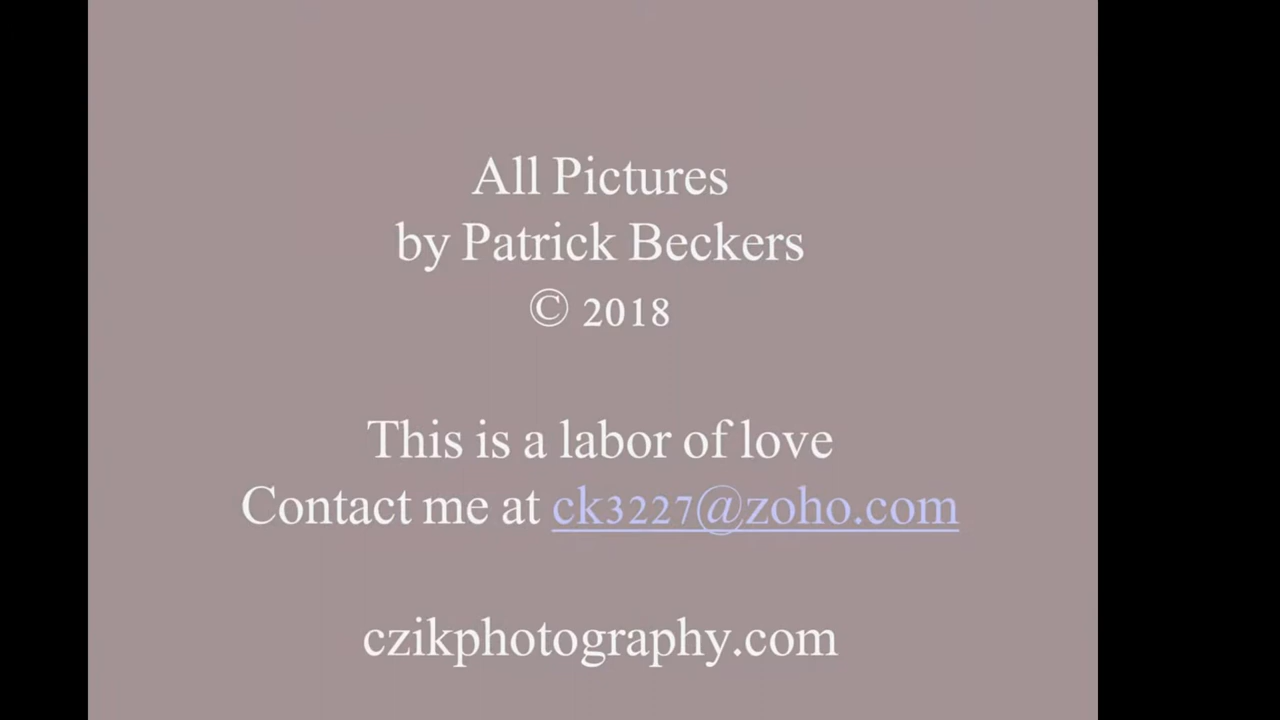 All Pictures
by Patrick Beckers
© 2018
This is a labor of love
Contact me at ck3227@zoho.com
czikphotography.com